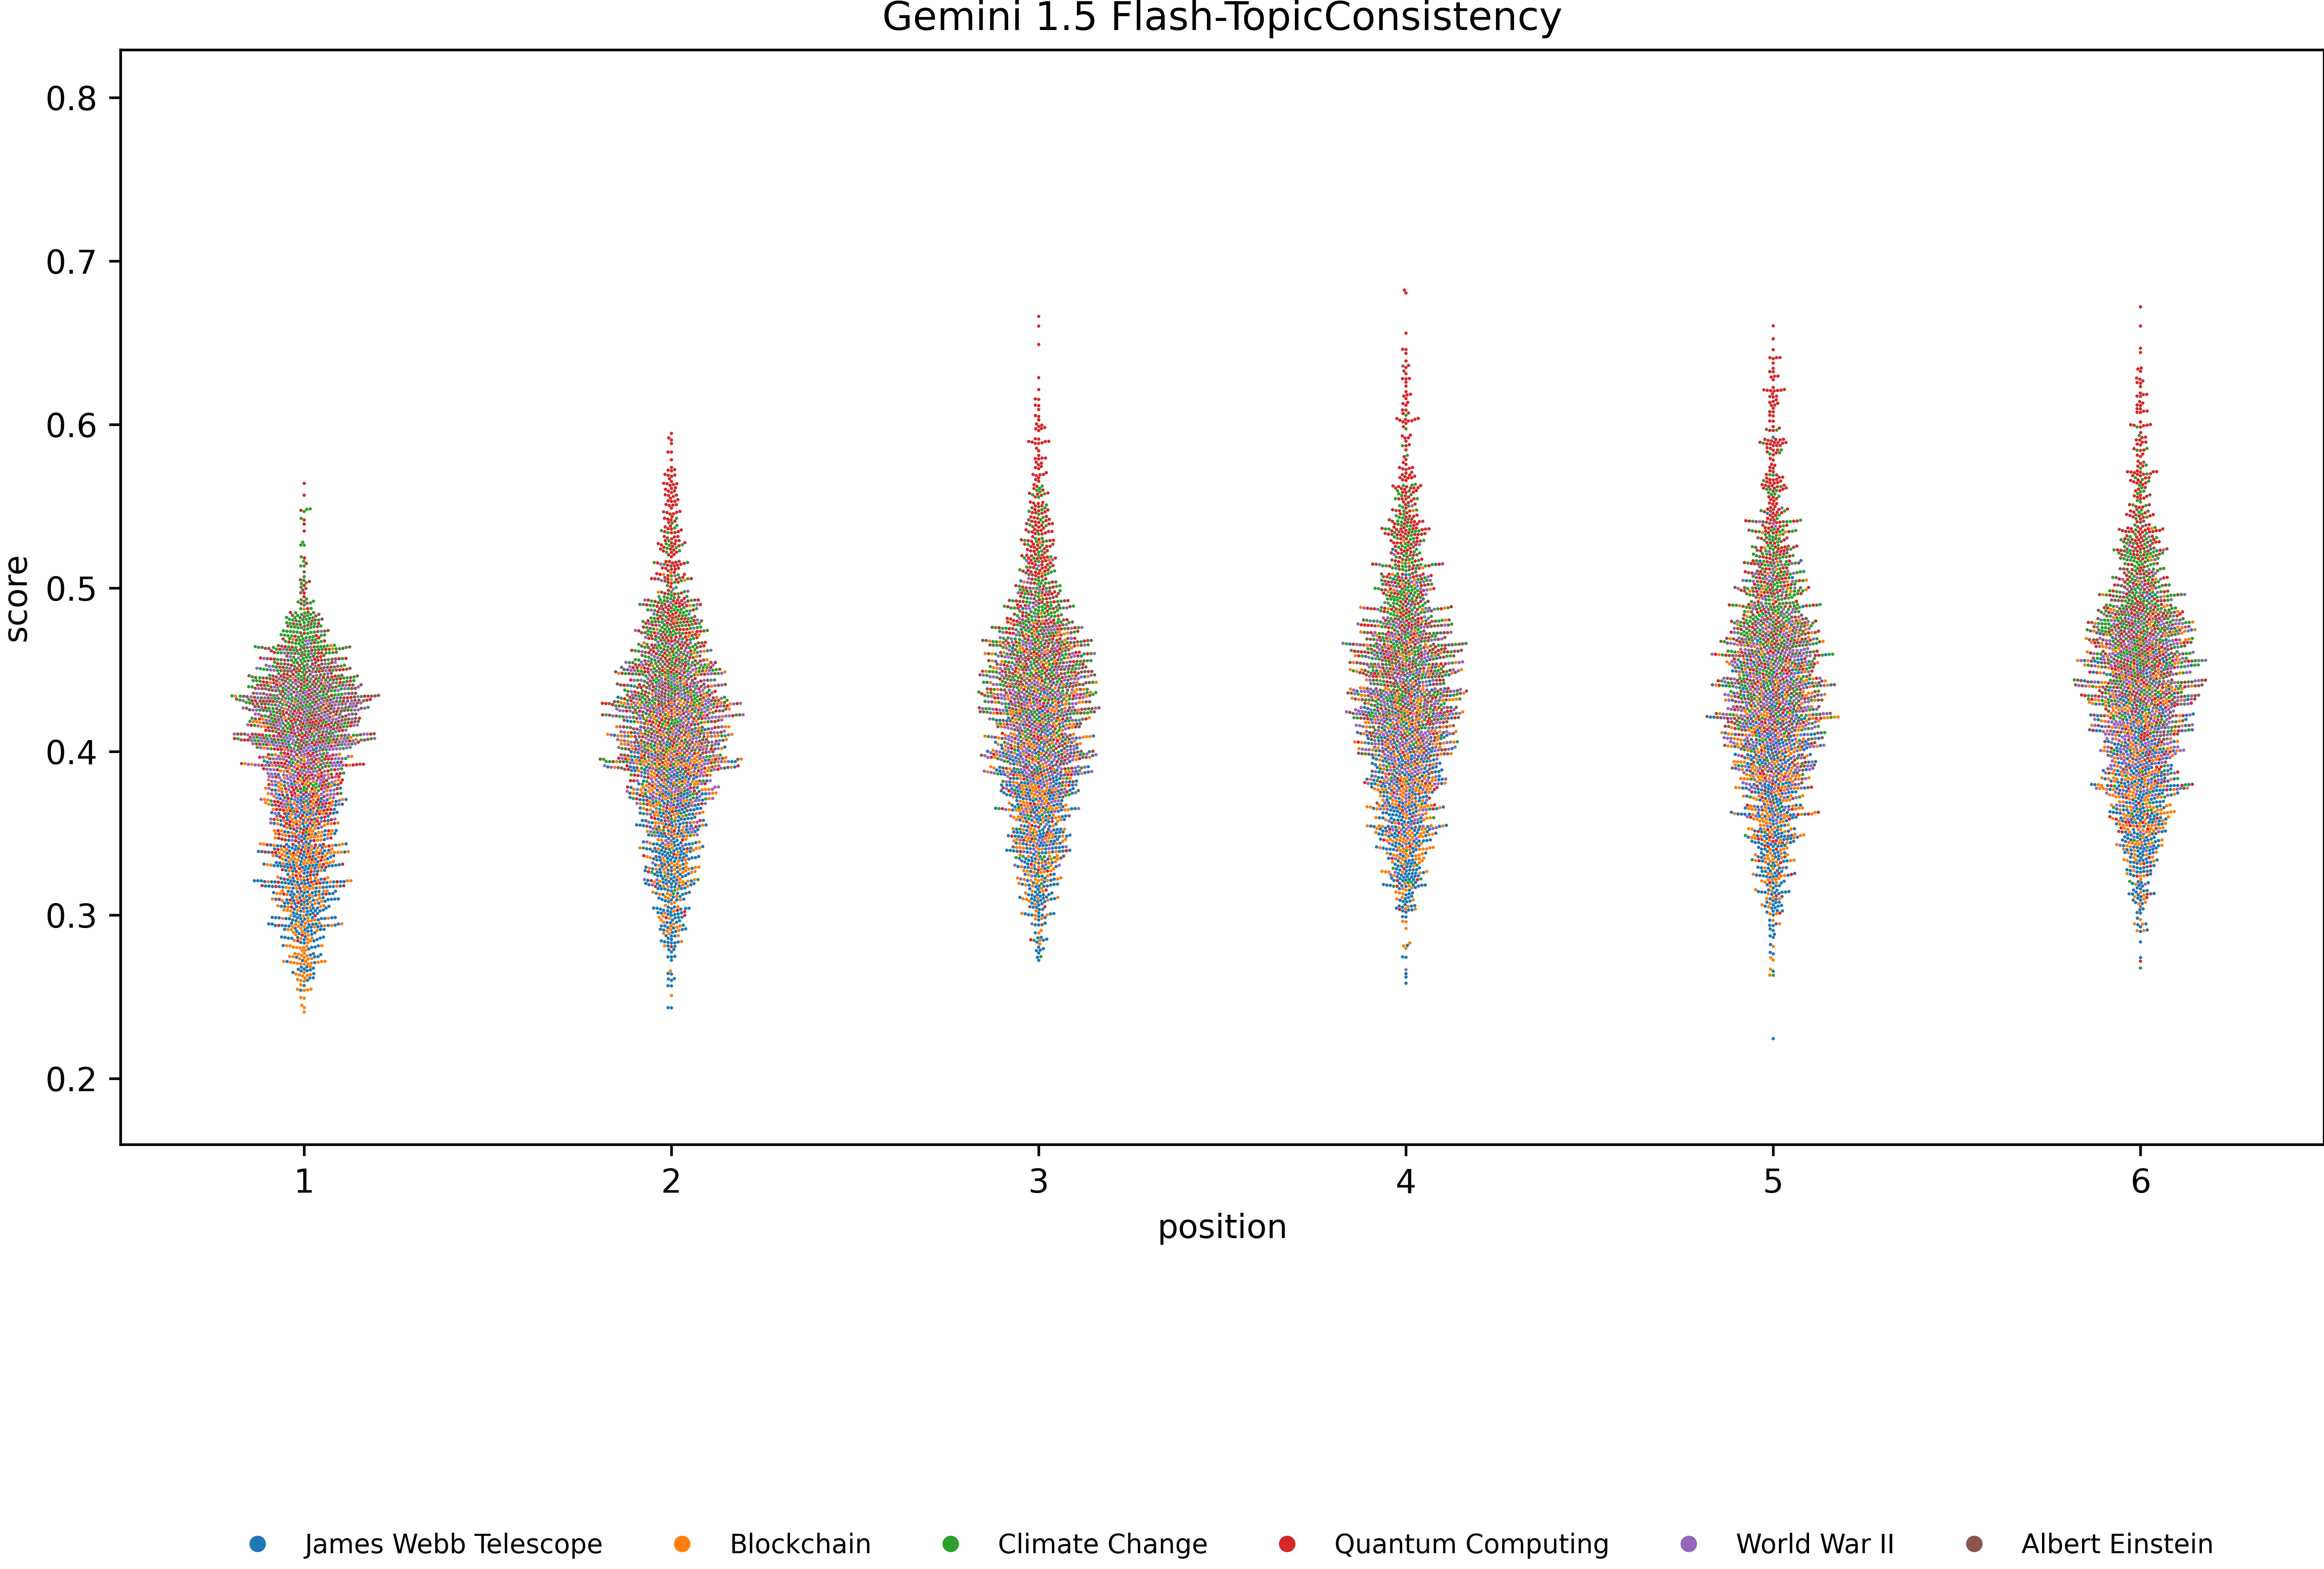 Gemini 1.5 Flash-TopicConsistency
0.8
0.7
0.6
0.5
0.4
0.3
0.2
score
1 2 3 4 5 6
position
James Webb Telescope Blockchain Climate Change Quantum Computing World War II Albert Einstein